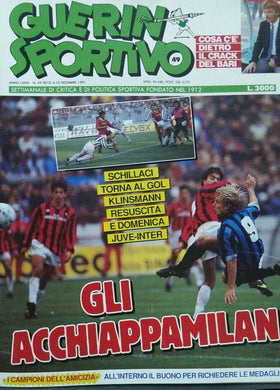 GUERIN
SPORTIVO
49
COSA C'È
DIETRO
IL CRACK
DEL BARI
L. 3000
SETTIMANALE DI CRITICA E DI POLITICA SPORTIVA FONDATO NEL 1912
SCHILLACI
TORNA AL GOL
KLINSMANN
RESUSCITA
E DOMENICA
JUVE-INTER
9
GLI
ACCHIAPPAMILAN
«I CAMPIONI DELL'AMICIZIA» ALL'INTERNO IL BUONO PER RICHIEDERE LE MEDAGL